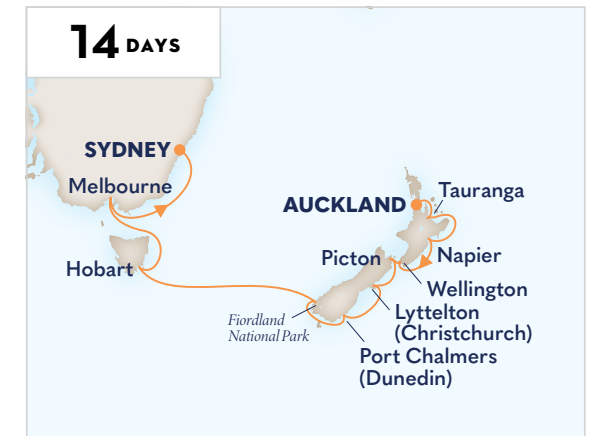 14 DAYS
SYDNEY
Melbourne
Hobart
AUCKLAND
Tauranga
Picton
Napier
Wellington
Lyttelton
(Christchurch)
Fiordland
National Park
Port Chalmers
(Dunedin)